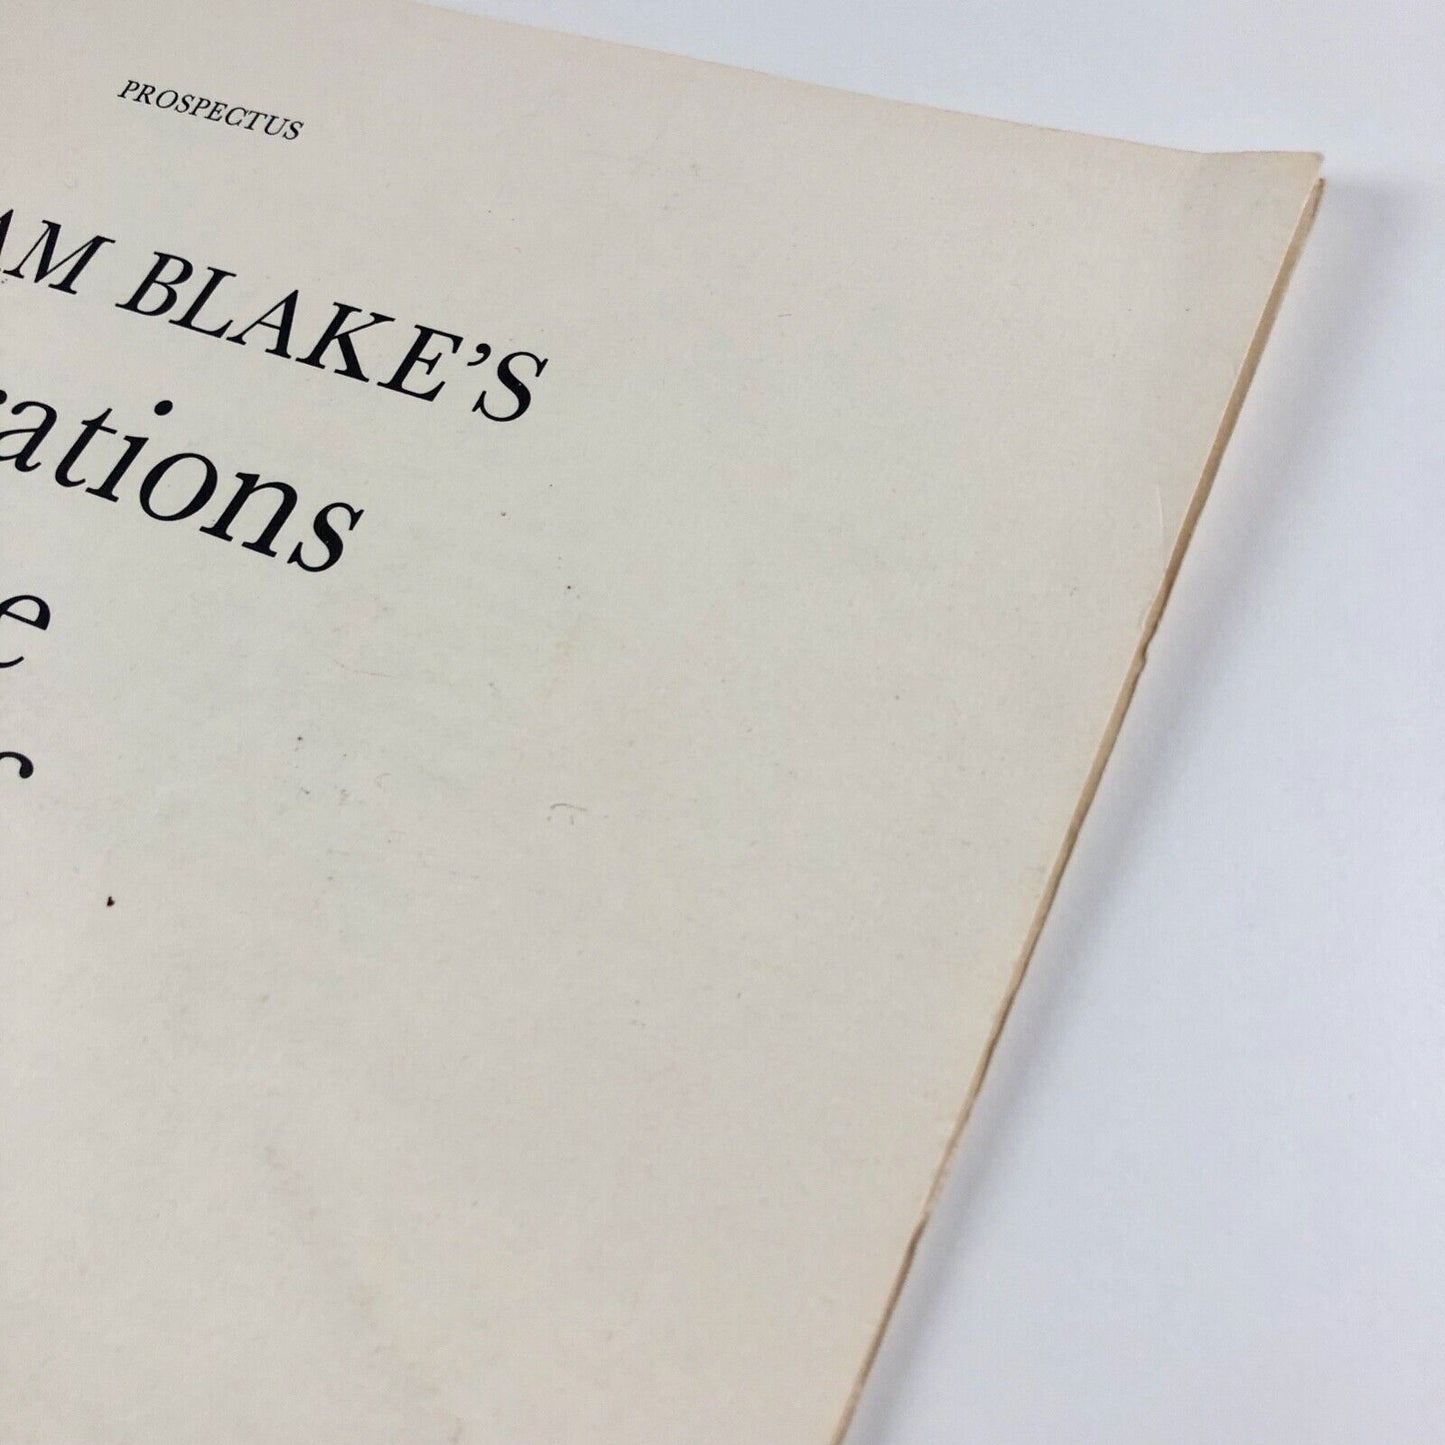 PROSPECTUS
AM BLAKE'S
rations
e